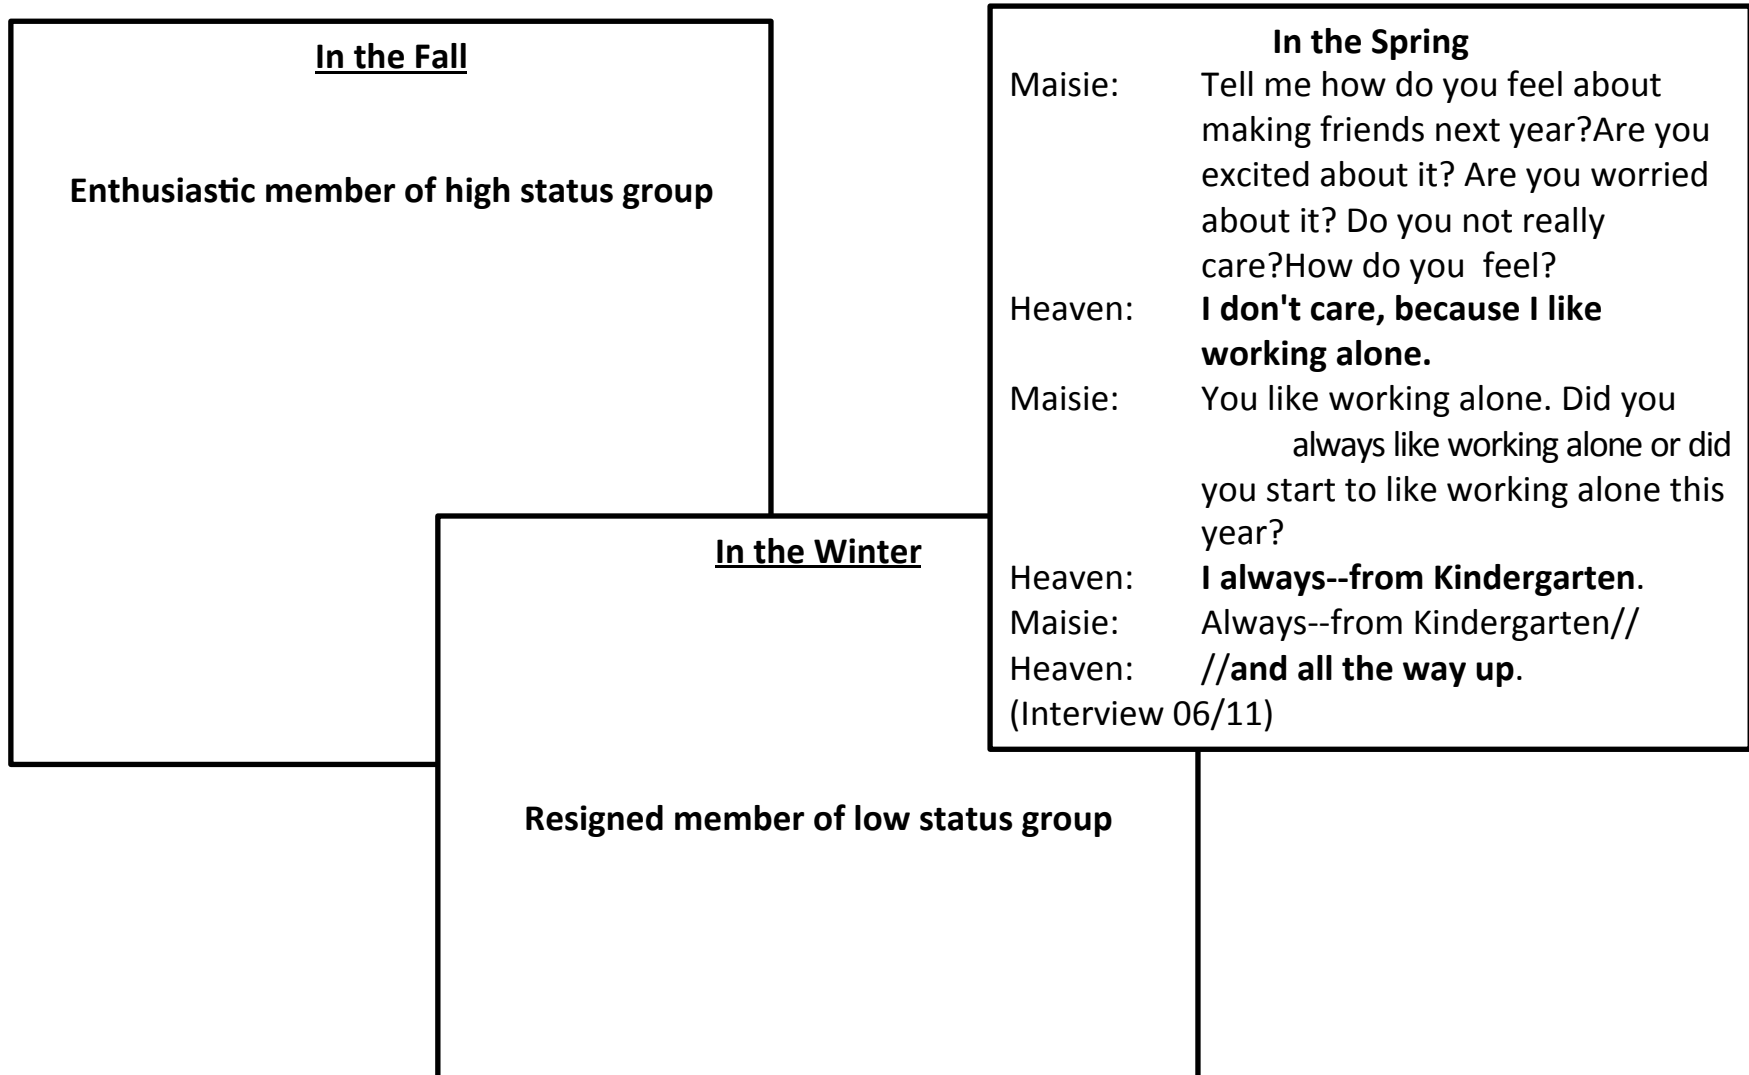 In the Fall
Enthusiastic member of high status group
In the Winter
Resigned member of low status group
In the Spring
Maisie: Tell me how do you feel about
making friends next year?Are you
excited about it? Are you worried
about it? Do you not really
care?How do you  feel?
Heaven: I don't care, because I like
working alone.
Maisie: You like working alone. Did you
always like working alone or did
you start to like working alone this
year?
Heaven: I always--from Kindergarten.
Maisie: Always--from Kindergarten//
Heaven: //and all the way up.
(Interview 06/11)